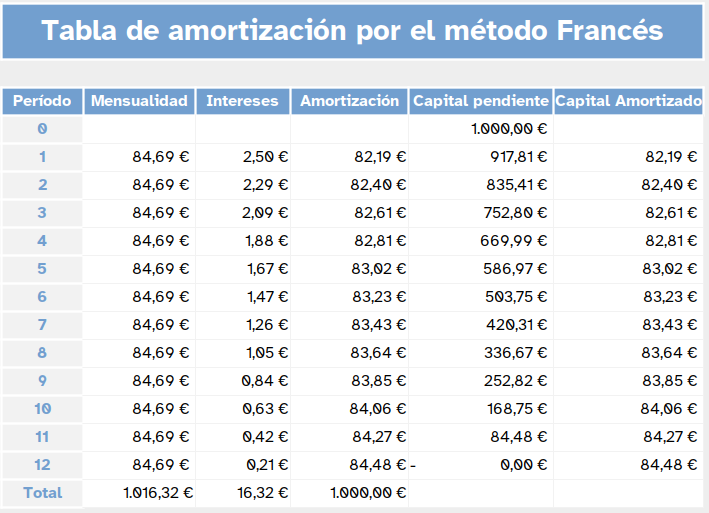 Tabla de amortización por el método Francés
Período Mensualidad Intereses Amortización Capital pendiente Capital Amortizado
0 1.000,00 €
1 84,69 € 2,50 € 82,19 € 917,81 € 82,19 €
2 84,69 € 2,29 € 82,40 € 835,41 € 82,40 €
3 84,69 € 2,09 € 82,61 € 752,80 € 82,61 €
4 84,69 € 1,88 € 82,81 € 669,99 € 82,81 €
5 84,69 € 1,67 € 83,02 € 586,97 € 83,02 €
6 84,69 € 1,47 € 83,23 € 503,75 € 83,23 €
7 84,69 € 1,26 € 83,43 € 420,31 € 83,43 €
8 84,69 € 1,05 € 83,64 € 336,67 € 83,64 €
9 84,69 € 0,84 € 83,85 € 252,82 € 83,85 €
10 84,69 € 0,63 € 84,06 € 168,75 € 84,06 €
11 84,69 € 0,42 € 84,27 € 84,48 € 84,27 €
12 84,69 € 0,21 € 84,48 € - 0,00 € 84,48 €
Total 1.016,32 € 16,32 € 1.000,00 €